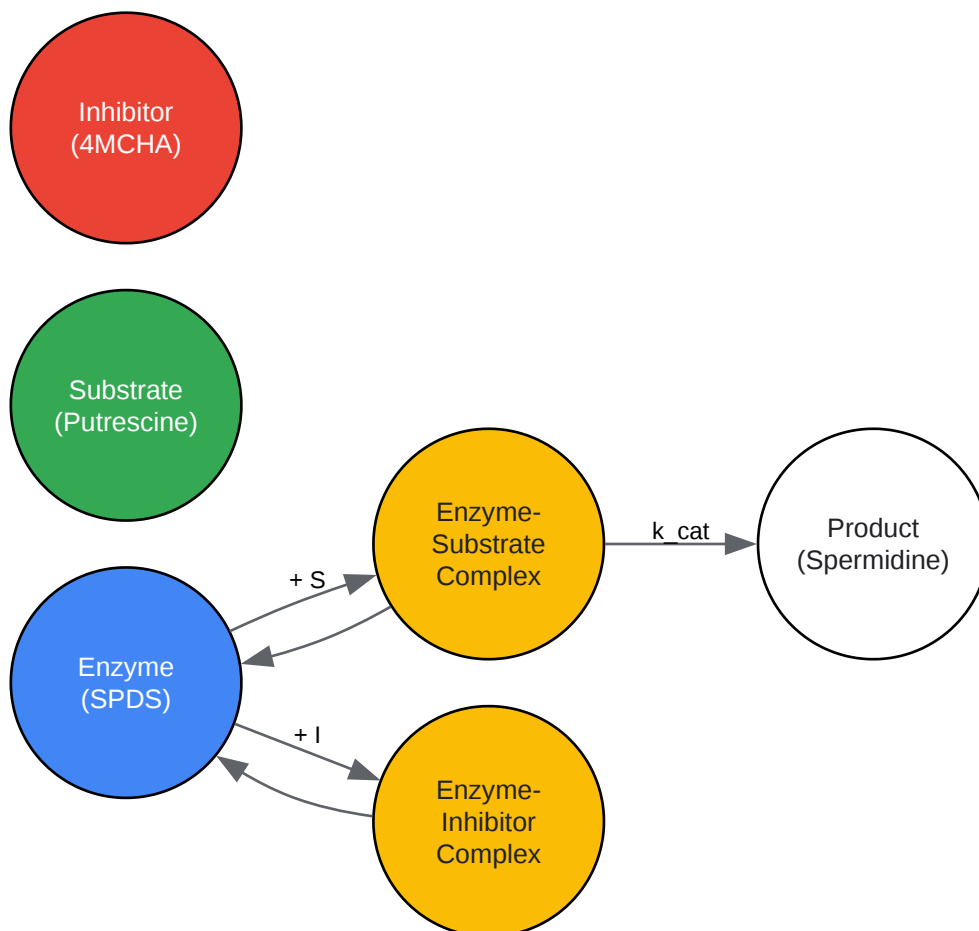 Inhibitor
(4MCHA)
Substrate
(Putrescine)
Enzyme
(SPDS)
+ S
+ I
Enzyme-
Substrate
Complex
Enzyme-
Inhibitor
Complex
k_cat
Product
(Spermidine)